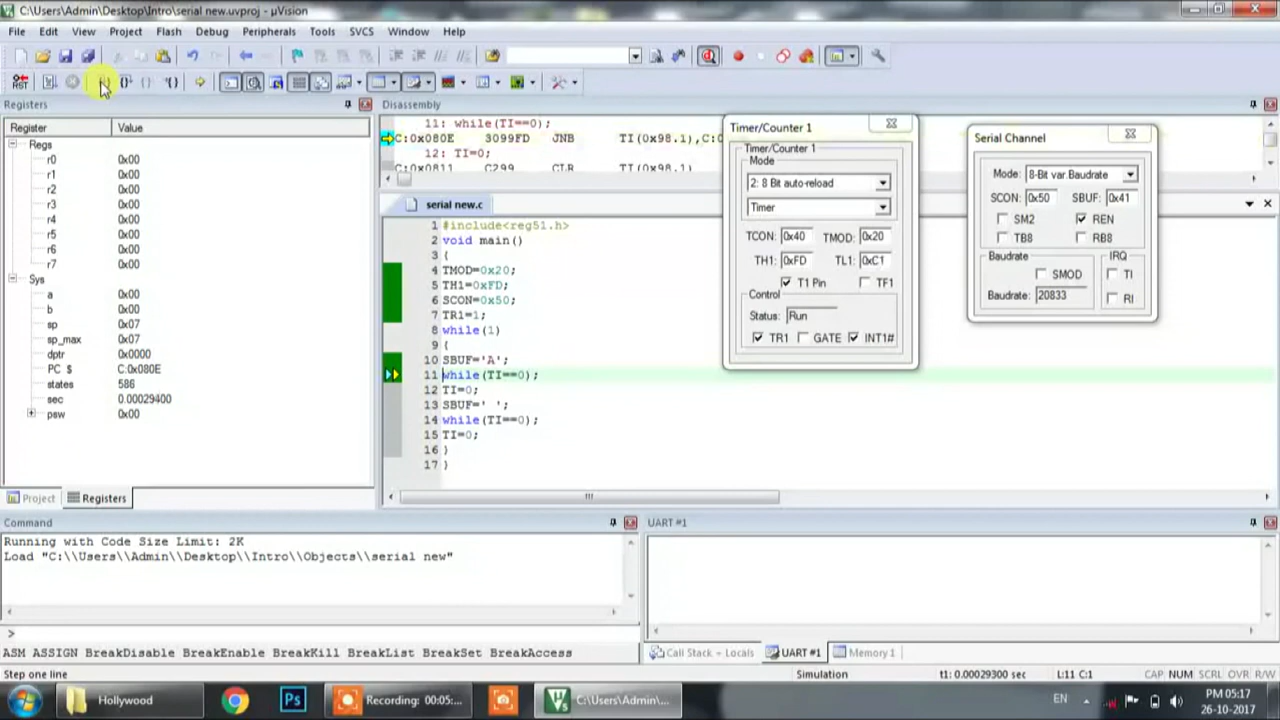 C:\Users\Admin\Desktop\Intro\serial new.uvproj - µVision
File Edit View Project Flash Debug Peripherals Tools SVCS Window Help
RST
Registers
Register Value
Regs
r0 0x00
r1 0x00
r2 0x00
r3 0x00
r4 0x00
r5 0x00
r6 0x00
r7 0x00
Sys
a 0x00
b 0x00
sp 0x07
sp_max 0x07
dptr 0x0000
PC $ C:0x080E
states 586
sec 0.00029400
psw 0x00
Project Registers
Disassembly
11: while(TI==0);
C:0x080E 3099FD JNB TI(0x98.1),C:0
12: TI=0;
C:0x0811 C299 CLR TI(0x98.1)
serial new.c
1 #include<reg51.h>
2 void main()
3 {
4 TMOD=0x20;
5 TH1=0xFD;
6 SCON=0x50;
7 TR1=1;
8 while(1)
9 {
10 SBUF='A';
11 while(TI==0);
12 TI=0;
13 SBUF=' ';
14 while(TI==0);
15 TI=0;
16 }
17 }
Timer/Counter 1
Timer/Counter 1
Mode
2: 8 Bit auto-reload
Timer
TCON: 0x40 TMOD: 0x20
TH1: 0xFD TL1: 0xC1
T1 Pin TF1
Control
Status: Run
TR1 GATE INT1#
Serial Channel
Mode: 8-Bit var.Baudrate
SCON: 0x50 SBUF: 0x41
SM2 REN
TB8 RB8
Baudrate IRQ
SMOD TI
Baudrate: 20833 RI
Command
Running with Code Size Limit: 2K
Load "C:\\Users\\Admin\\Desktop\\Intro\\Objects\\serial new"
>
ASM ASSIGN BreakDisable BreakEnable BreakKill BreakList BreakSet BreakAccess
UART #1
Call Stack + Locals UART #1 Memory 1
Step one line Simulation t1: 0.00029300 sec L:11 C:1 CAP NUM SCRL OVR R/W
Hollywood
Ps
Recording: 00:05:...
C:\Users\Admin\...
EN
PM 05:17
26-10-2017